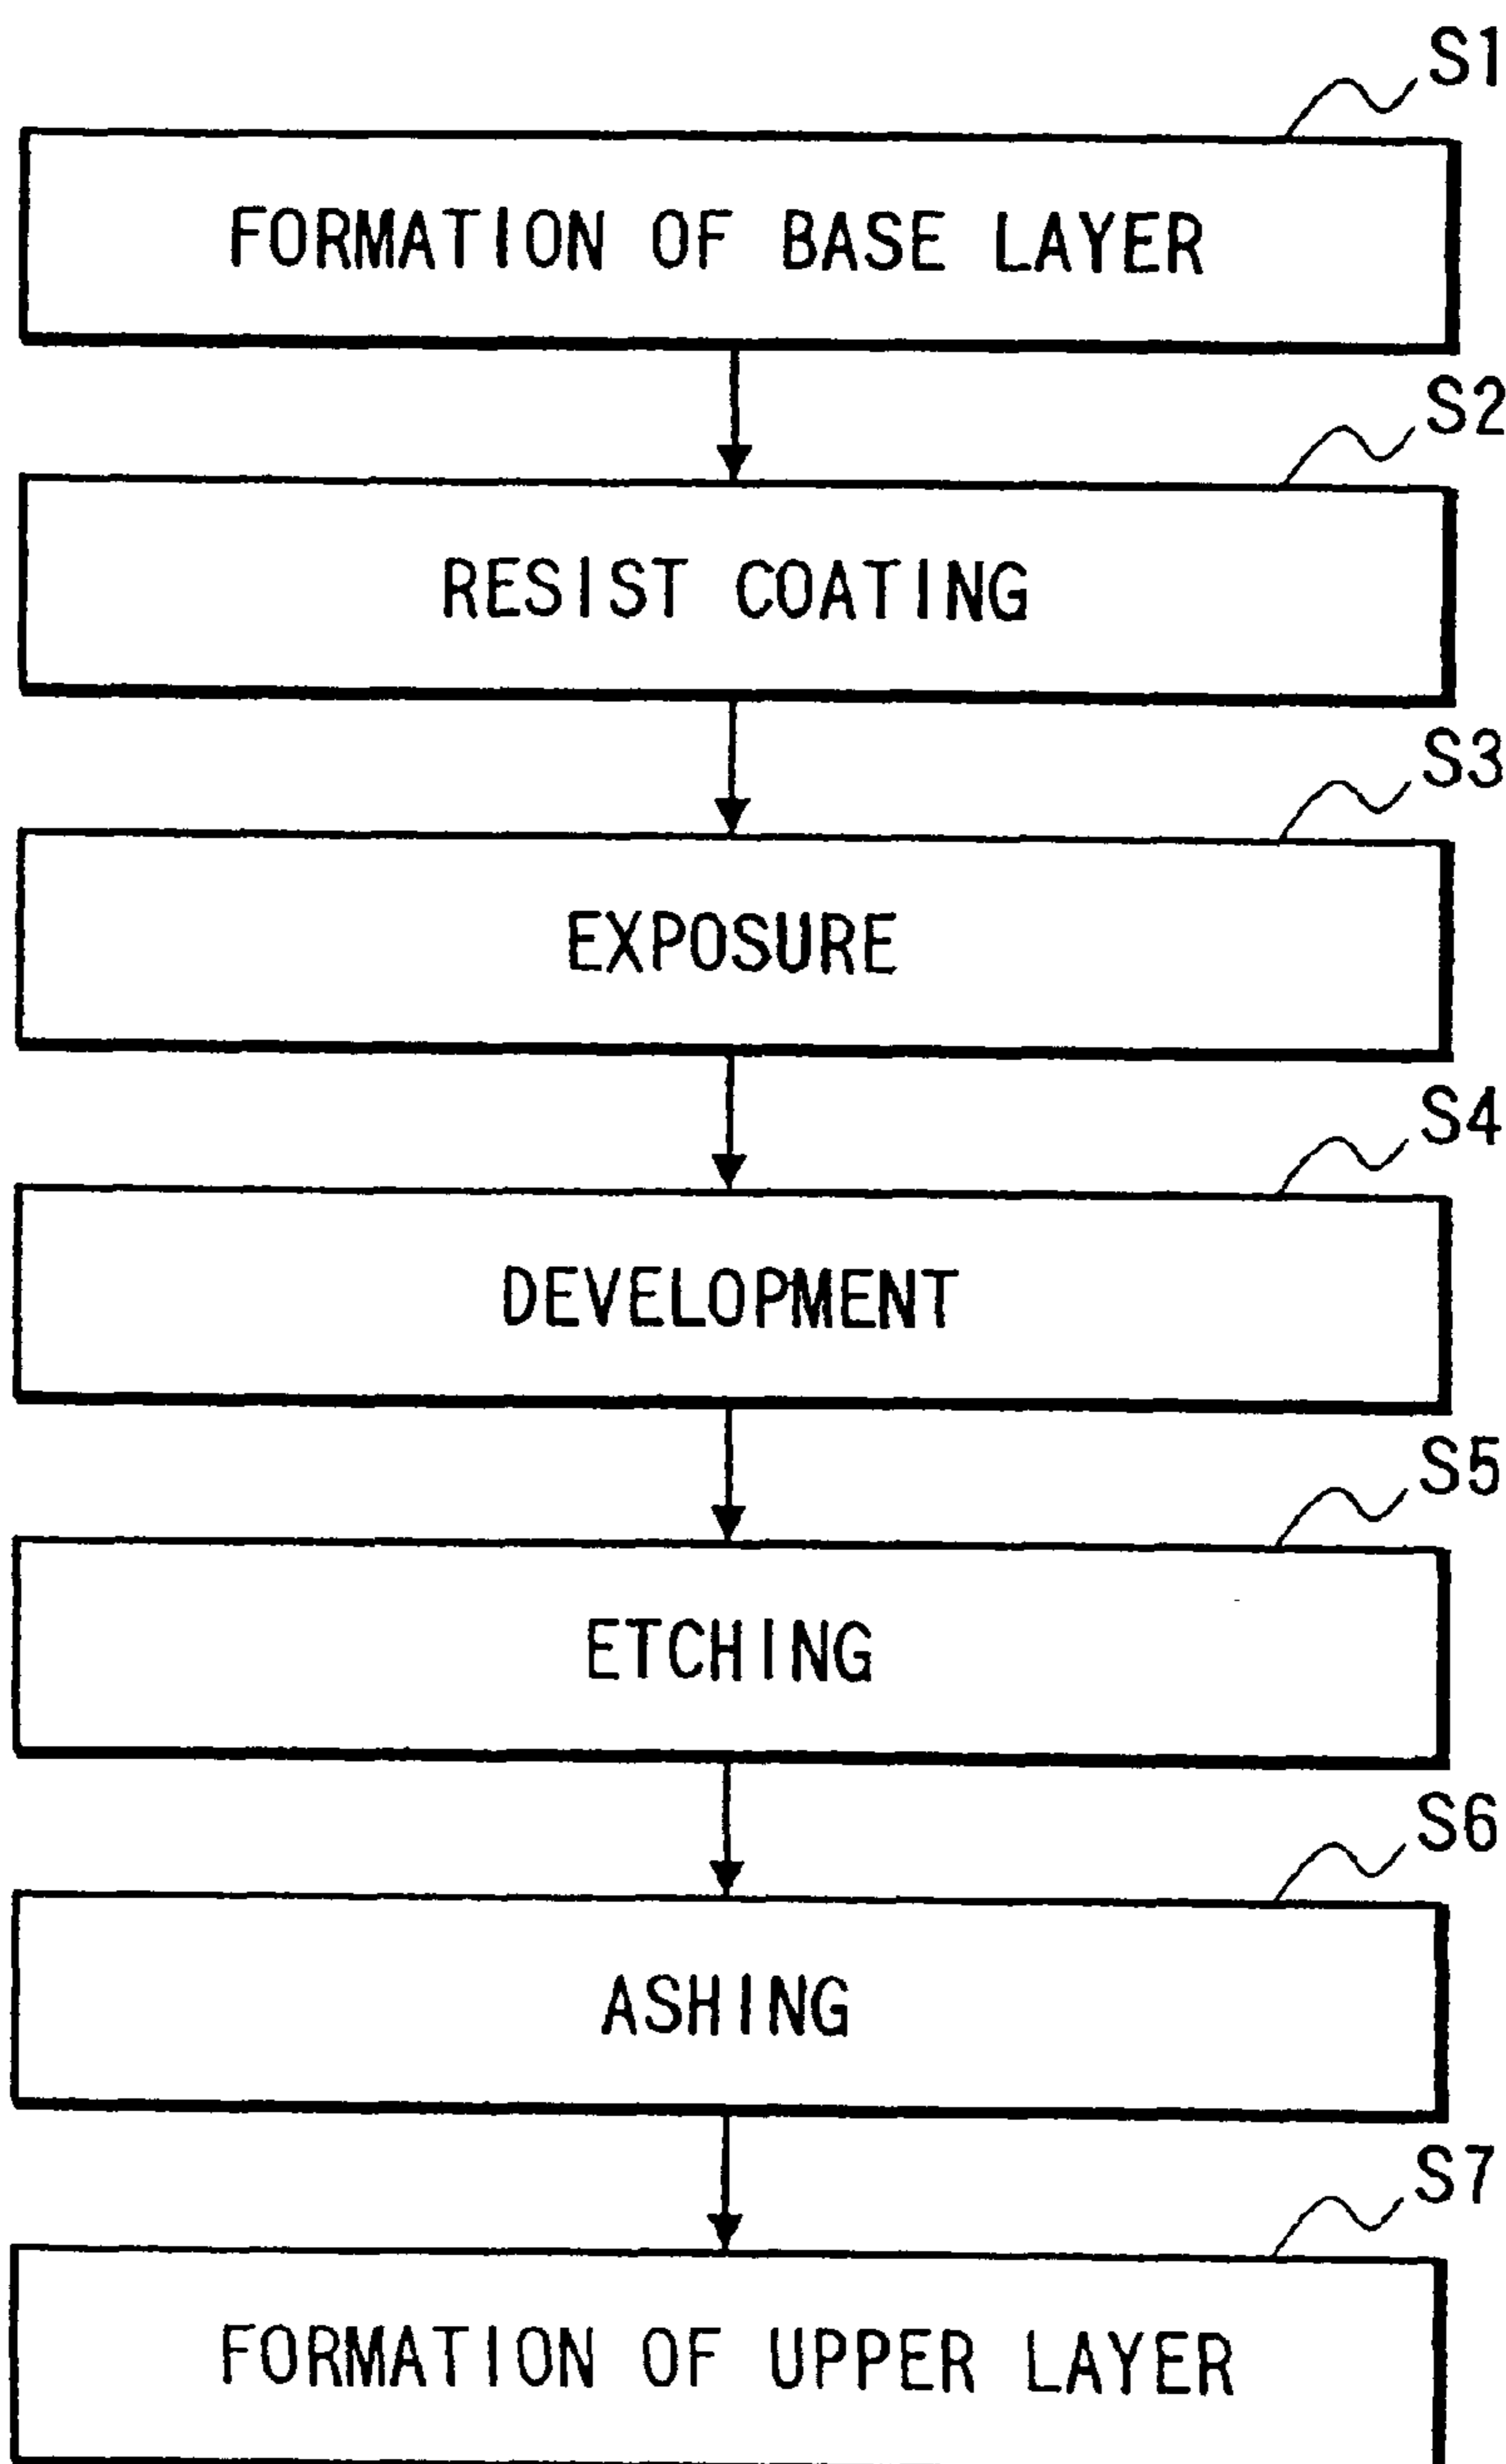 S1
FORMATION OF BASE LAYER
S2
RESIST COATING
S3
EXPOSURE
S4
DEVELOPMENT
S5
ETCHING
S6
ASHING
S7
FORMATION OF UPPER LAYER